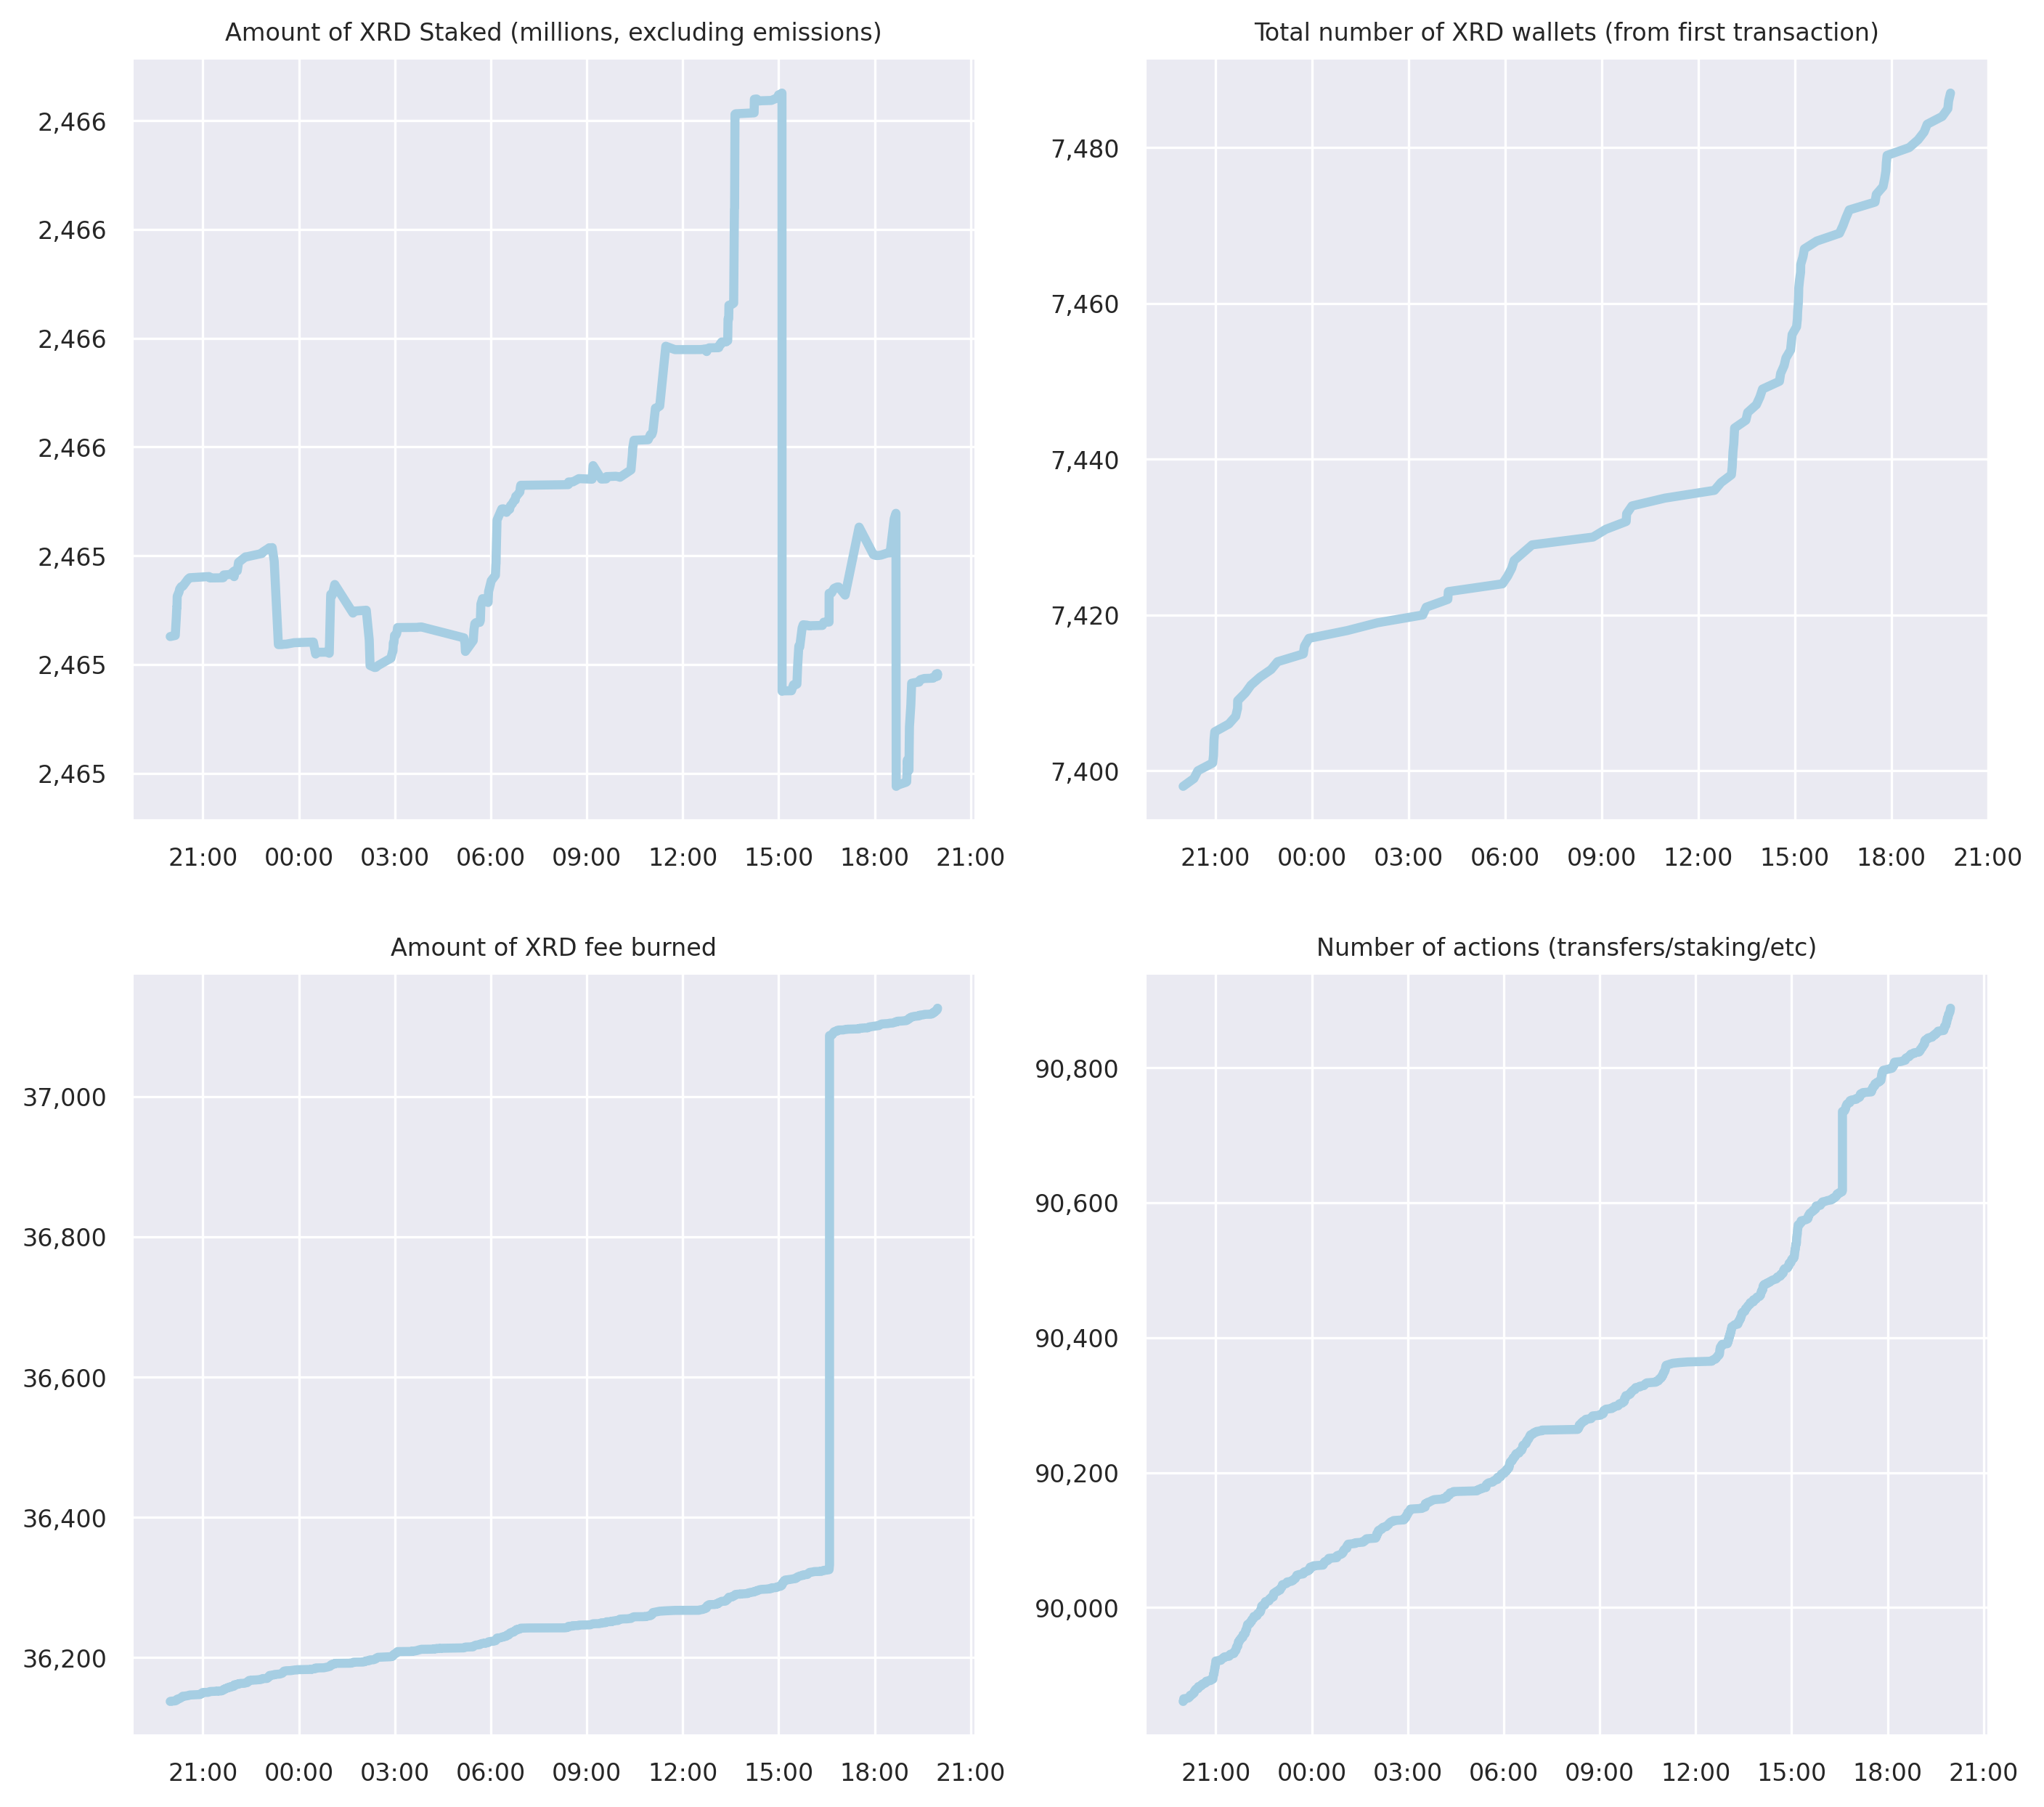 Amount of XRD Staked (millions, excluding emissions)
2,466
2,466
2,466
2,466
2,465
2,465
2,465
21:00 00:00 03:00 06:00 09:00 12:00 15:00 18:00 21:00
Total number of XRD wallets (from first transaction)
7,480
7,460
7,440
7,420
7,400
21:00 00:00 03:00 06:00 09:00 12:00 15:00 18:00 21:00
Amount of XRD fee burned
37,000
36,800
36,600
36,400
36,200
21:00 00:00 03:00 06:00 09:00 12:00 15:00 18:00 21:00
Number of actions (transfers/staking/etc)
90,800
90,600
90,400
90,200
90,000
21:00 00:00 03:00 06:00 09:00 12:00 15:00 18:00 21:00